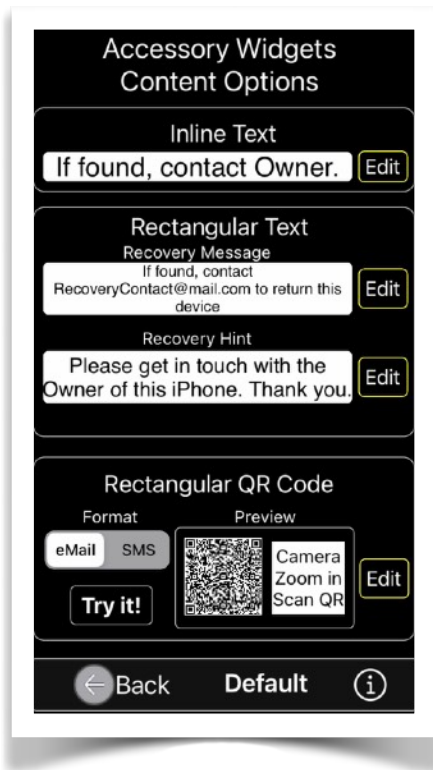 Accessory Widgets
Content Options
Inline Text
If found, contact Owner.
Edit
Rectangular Text
Recovery Message
If found, contact
RecoveryContact@mail.com to return this
device
Edit
Recovery Hint
Please get in touch with the
Owner of this iPhone. Thank you.
Edit
Rectangular QR Code
Format
Preview
eMail
SMS
Try it!
Camera
Zoom in
Scan QR
Edit
Back
Default
i